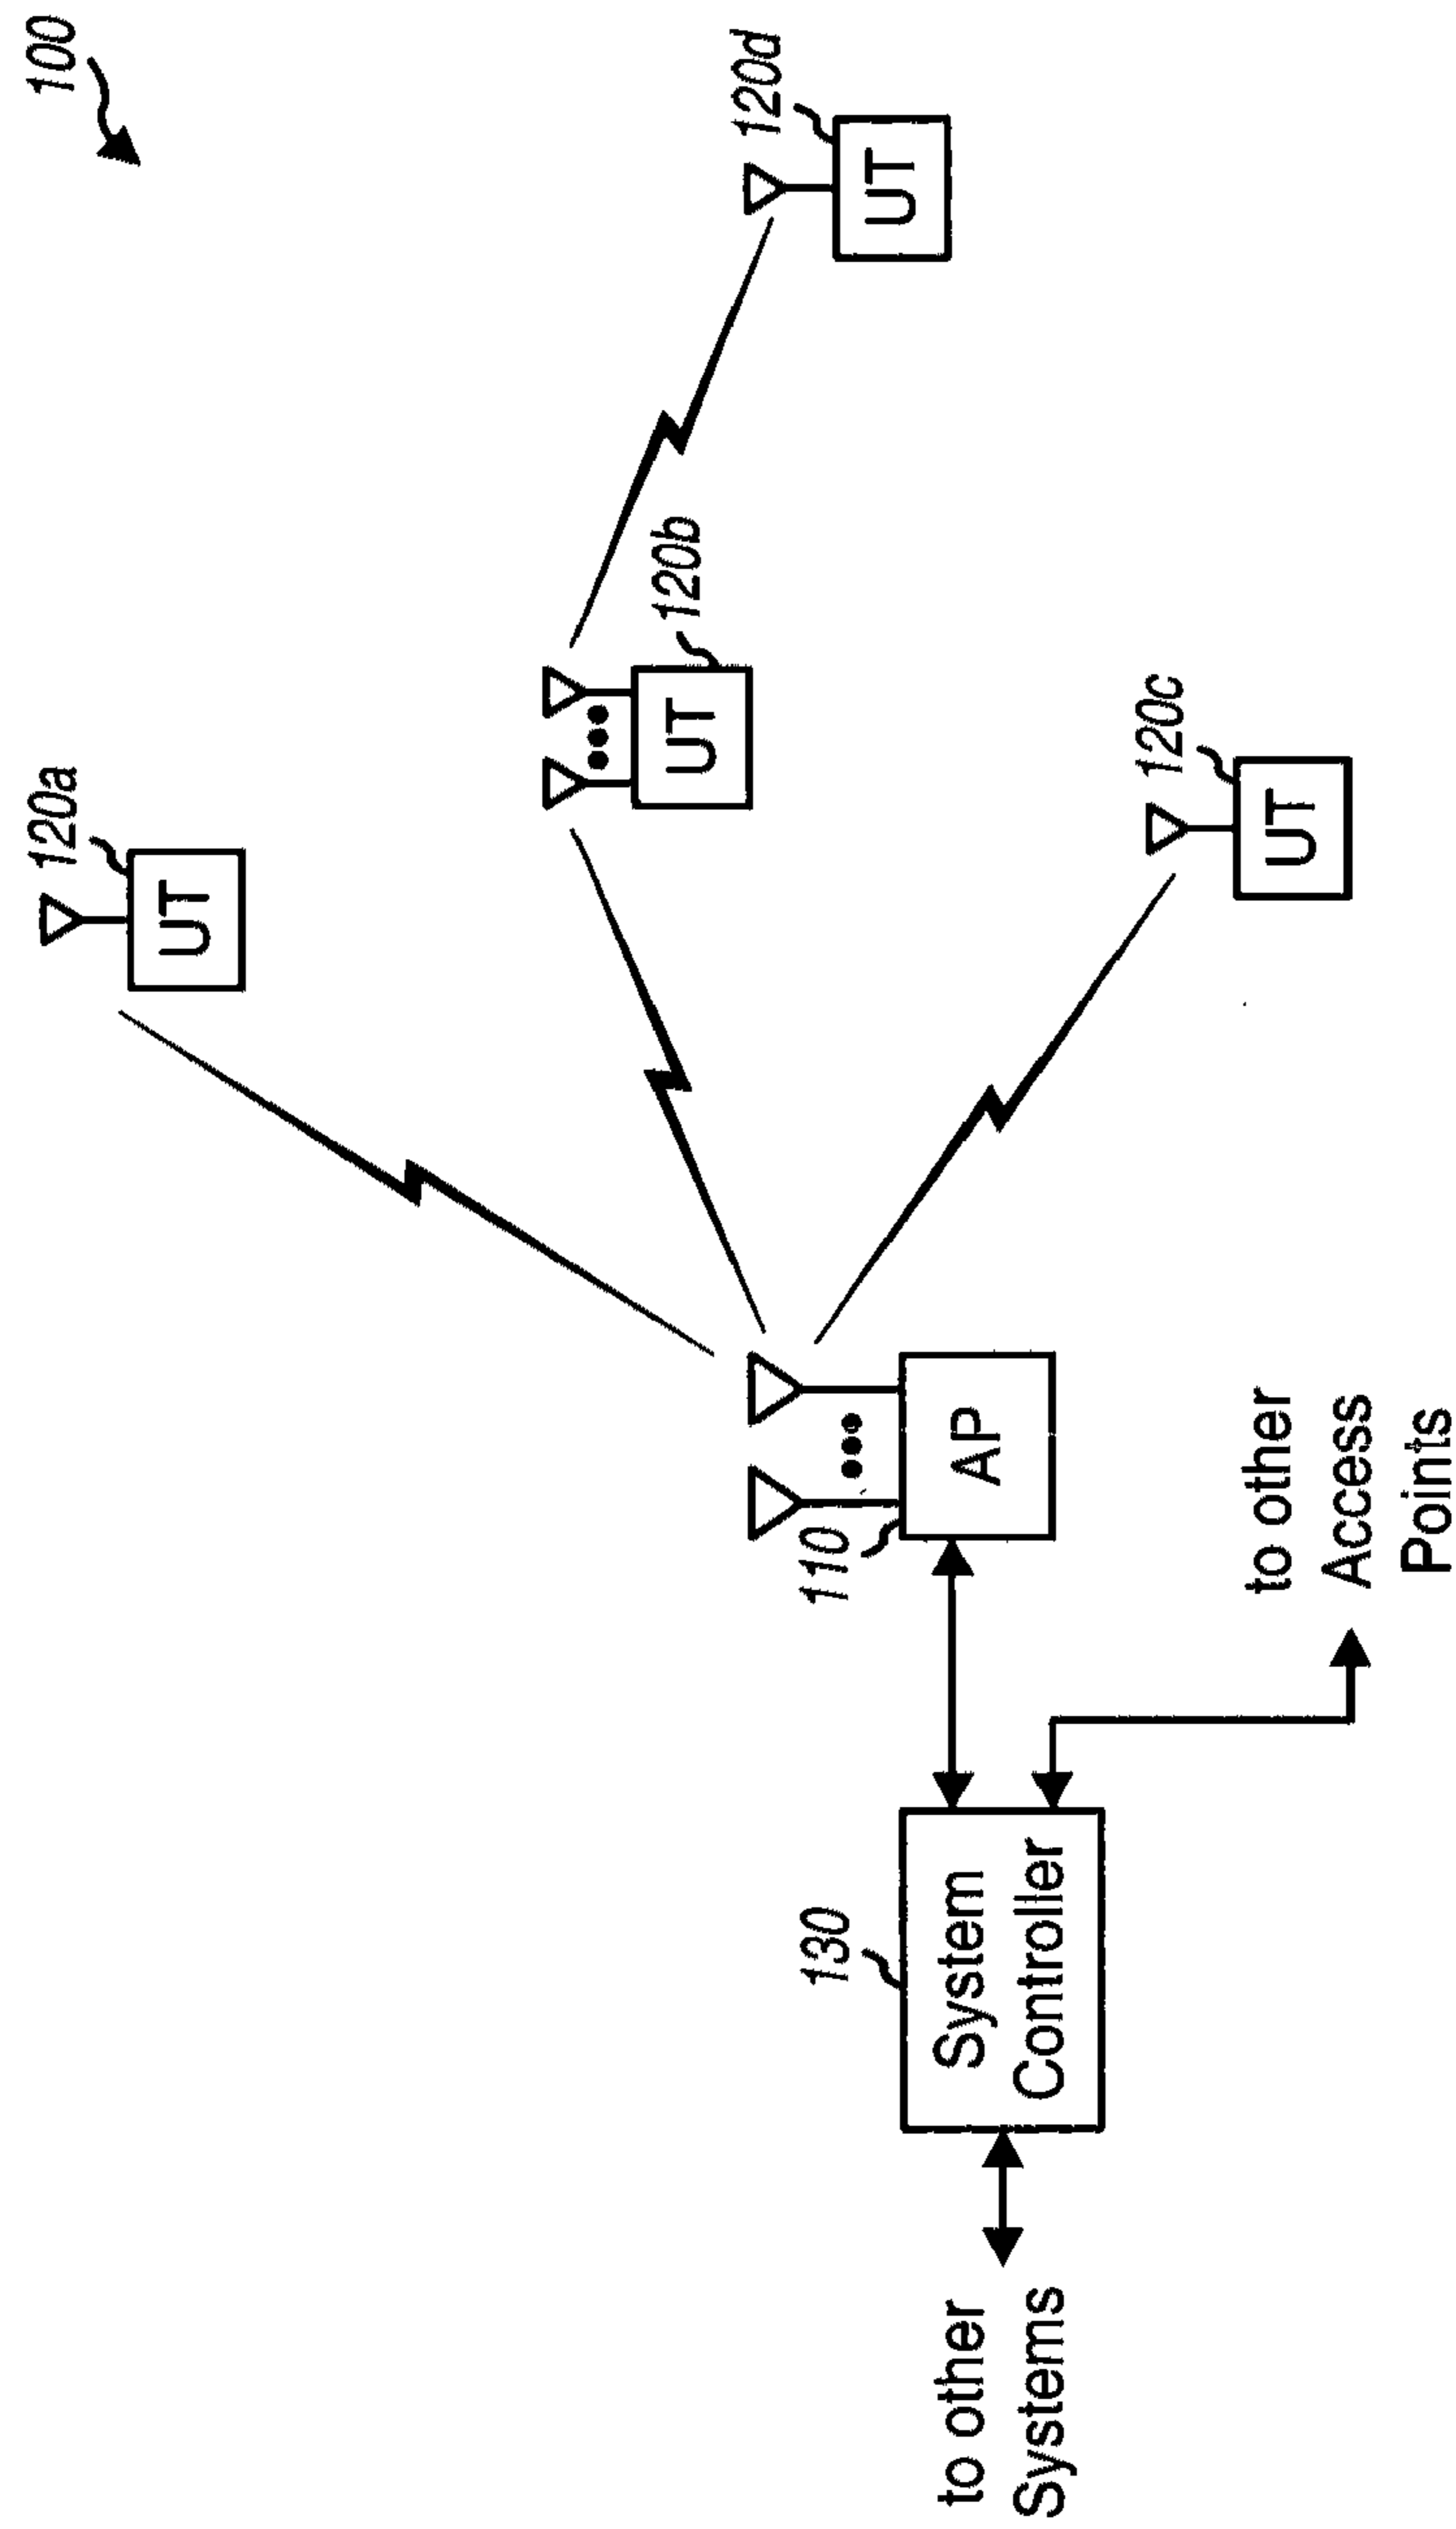 100
120a
UT
120b
UT
120d
UT
120c
UT
110
AP
130
System
Controller
to other
Systems
to other
Access
Points